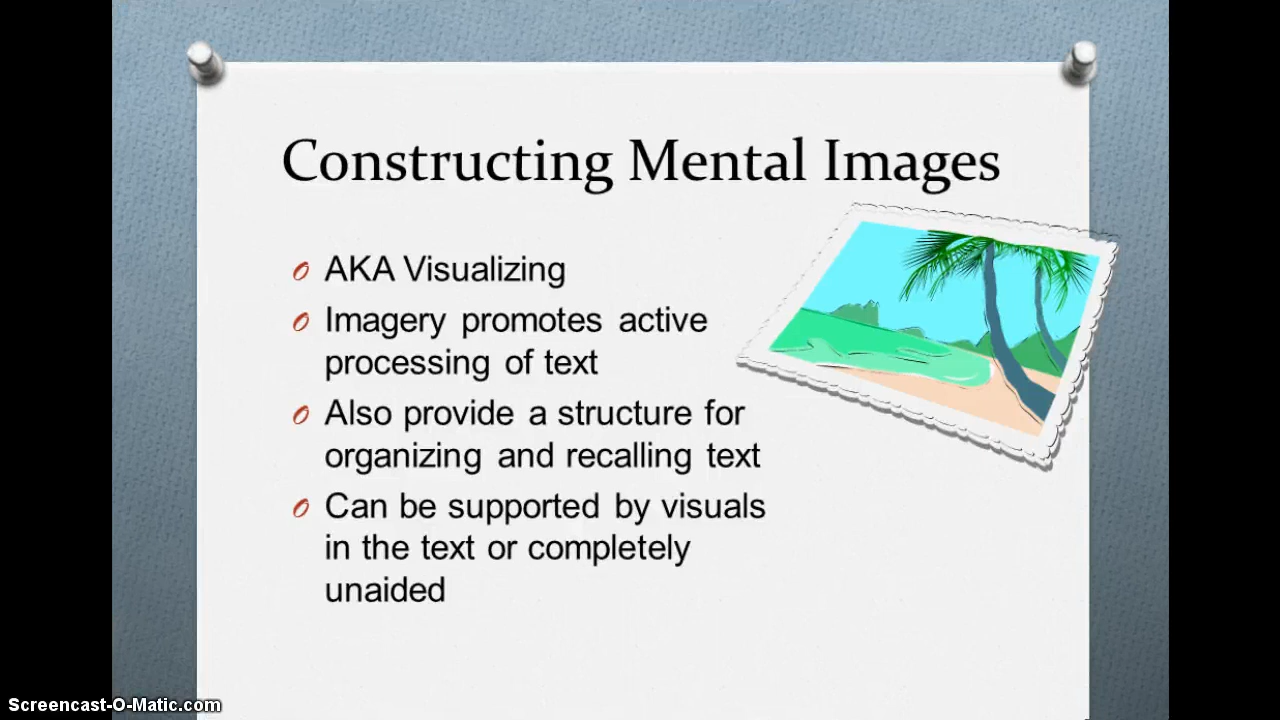 Constructing Mental Images
AKA Visualizing
Imagery promotes active
processing of text
Also provide a structure for
organizing and recalling text
Can be supported by visuals
in the text or completely
unaided
Screencast-O-Matic.com